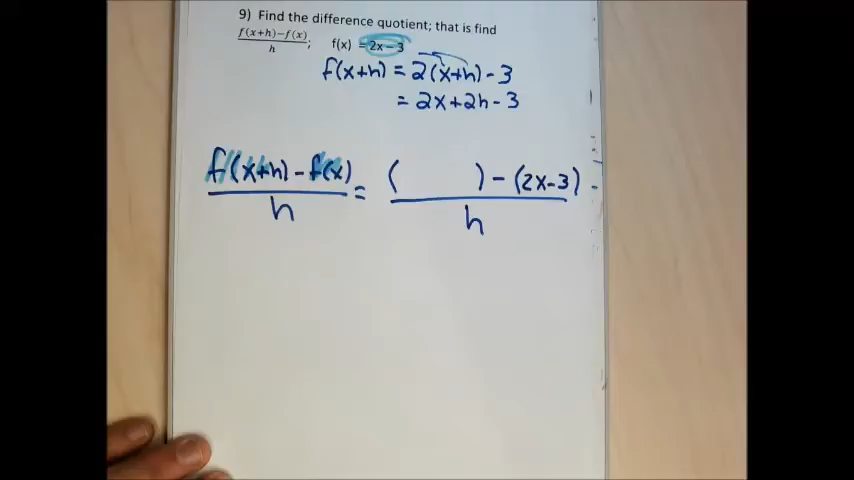 9) Find the difference quotient; that is find
f(x+h)−f(x)
h
; f(x) = 2x − 3
f(x+h) = 2(x+h) - 3
= 2x+2h - 3
f(x+h) - f(x)
h
= ( ) - (2x-3)
h